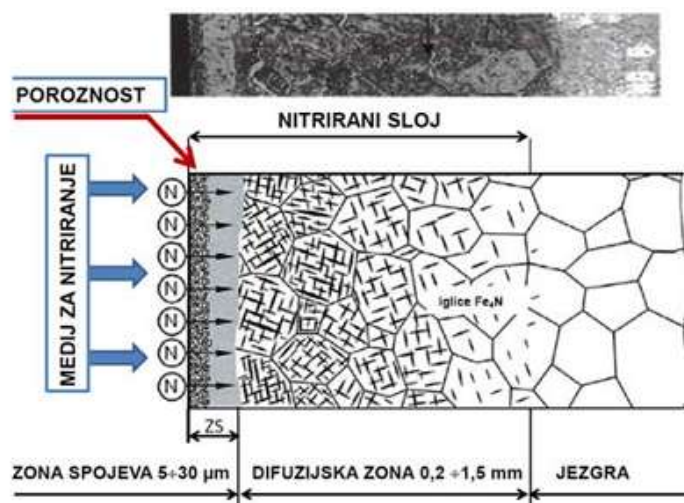 POROZNOST
NITRIRANI SLOJ
MEDIJ ZA NITRIRANJE
N
N
N
N
N
N
N
iglice Fe₄N
ZS
ZONA SPOJEVA 5÷30 µm
DIFUZIJSKA ZONA 0,2 ÷1,5 mm
JEZGRA